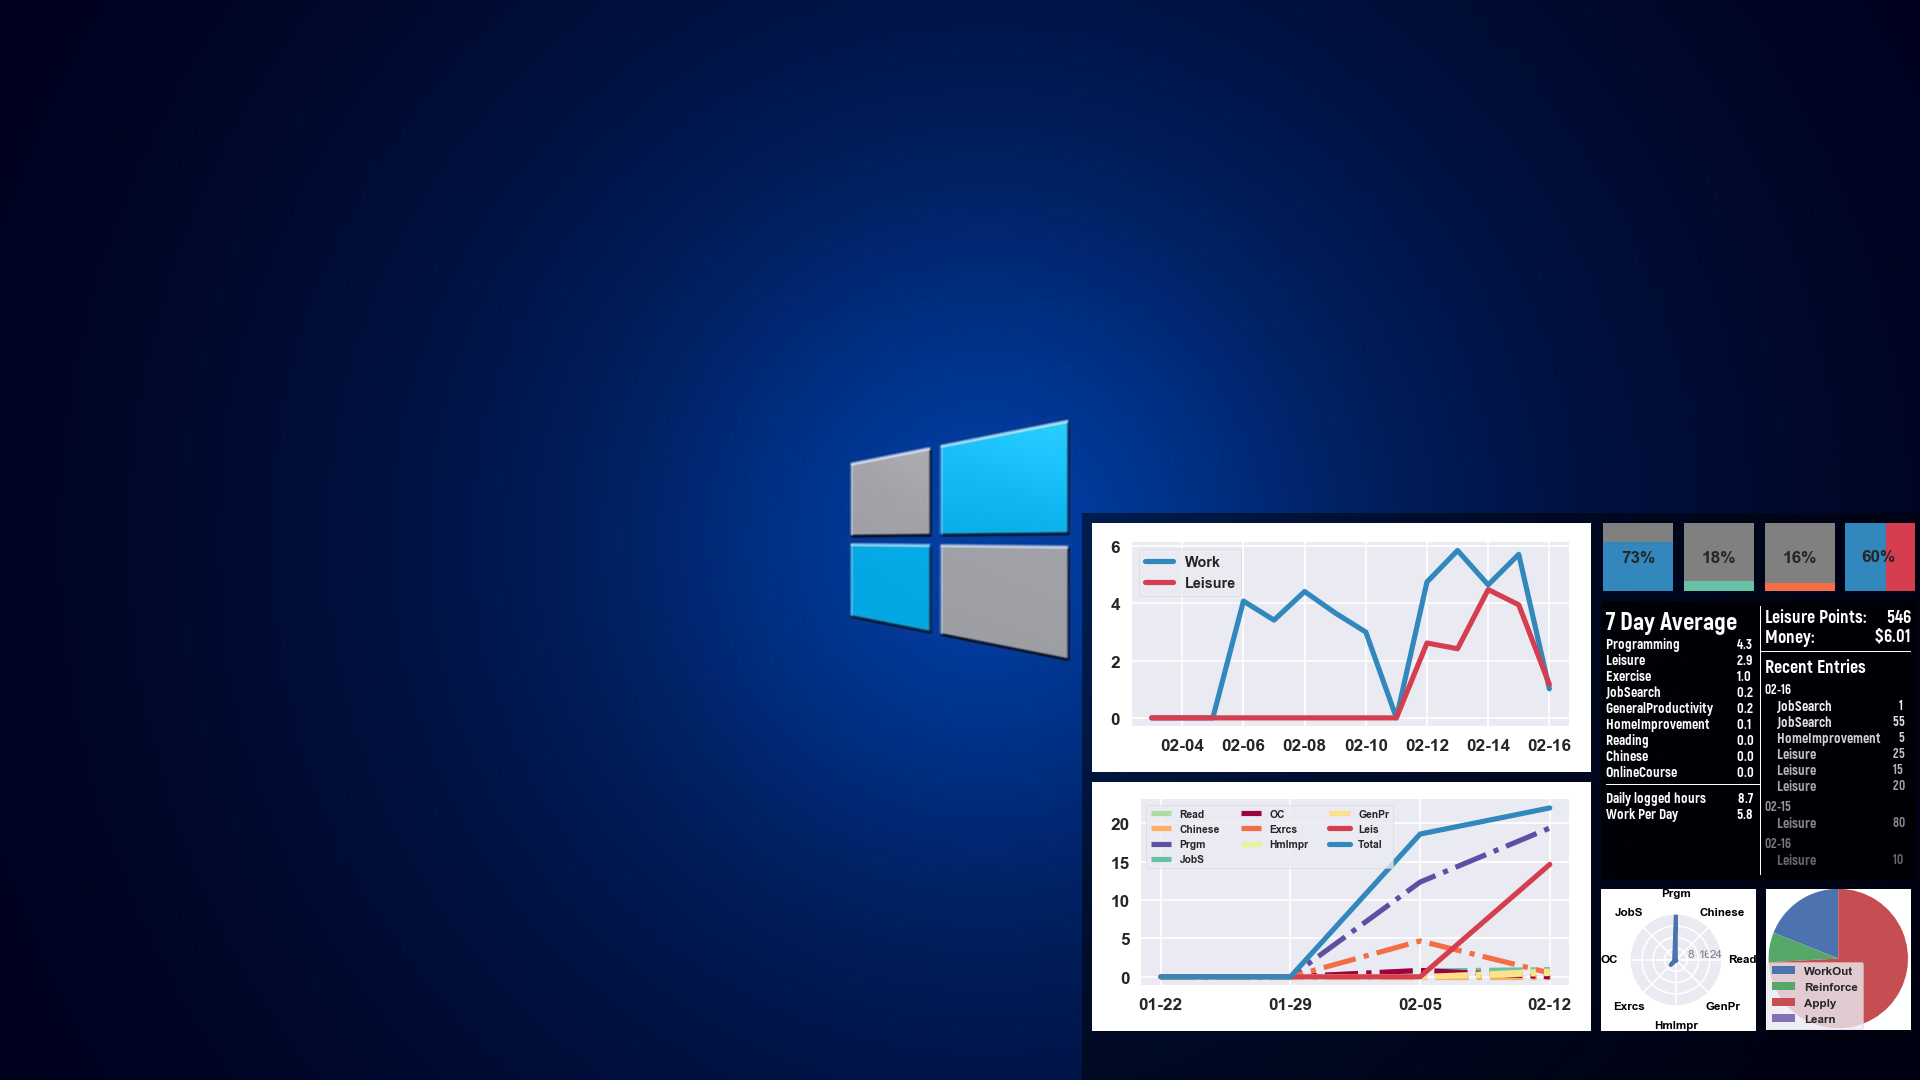 6
4
2
0
Work
Leisure
02-04 02-06 02-08 02-10 02-12 02-14 02-16
20
15
10
5
0
Read OC GenPr
Chinese Exrcs Leis
Prgm HmImpr Total
JobS
01-22 01-29 02-05 02-12
73% 18% 16% 60%
7 Day Average
Programming 4.3
Leisure 2.9
Exercise 1.0
JobSearch 0.2
GeneralProductivity 0.2
HomeImprovement 0.1
Reading 0.0
Chinese 0.0
OnlineCourse 0.0
Daily logged hours 8.7
Work Per Day 5.8
Leisure Points: 546
Money: $6.01
Recent Entries
02-16
JobSearch 1
JobSearch 55
HomeImprovement 5
Leisure 25
Leisure 15
Leisure 20
02-15
Leisure 80
02-16
Leisure 10
Prgm
JobS Chinese
OC 8 16 24 Read
Exrcs GenPr
HmImpr
WorkOut
Reinforce
Apply
Learn